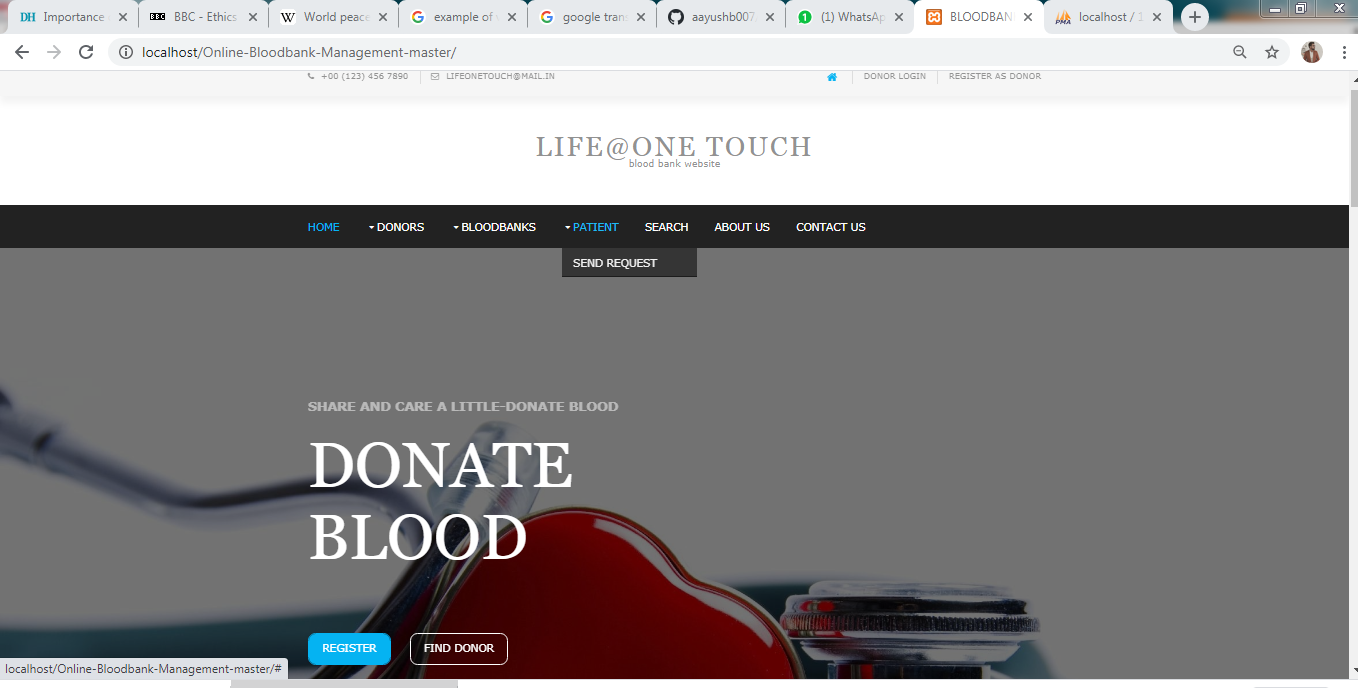 DH Importance
BBC BBC - Ethics
W World peace
example of
google tran
aayushb007
1 (1) WhatsAp
BLOODBAN
PMA localhost / 1
localhost/Online-Bloodbank-Management-master/
+00 (123) 456 7890
LIFEONETOUCH@MAIL.IN
DONOR LOGIN
REGISTER AS DONOR
LIFE@ONE TOUCH
blood bank website
HOME DONORS BLOODBANKS PATIENT SEARCH ABOUT US CONTACT US
SEND REQUEST
SHARE AND CARE A LITTLE-DONATE BLOOD
DONATE
BLOOD
REGISTER FIND DONOR
localhost/Online-Bloodbank-Management-master/#